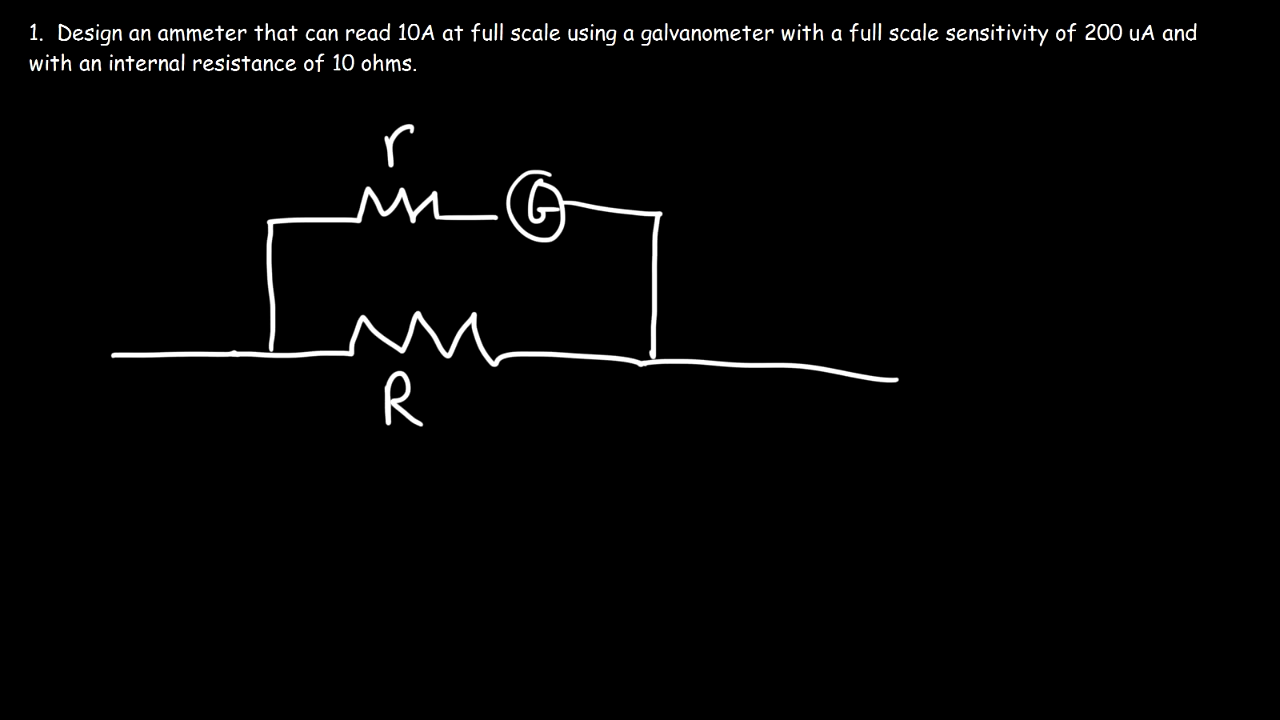 1. Design an ammeter that can read 10A at full scale using a galvanometer with a full scale sensitivity of 200 uA and
with an internal resistance of 10 ohms.
r
G
R